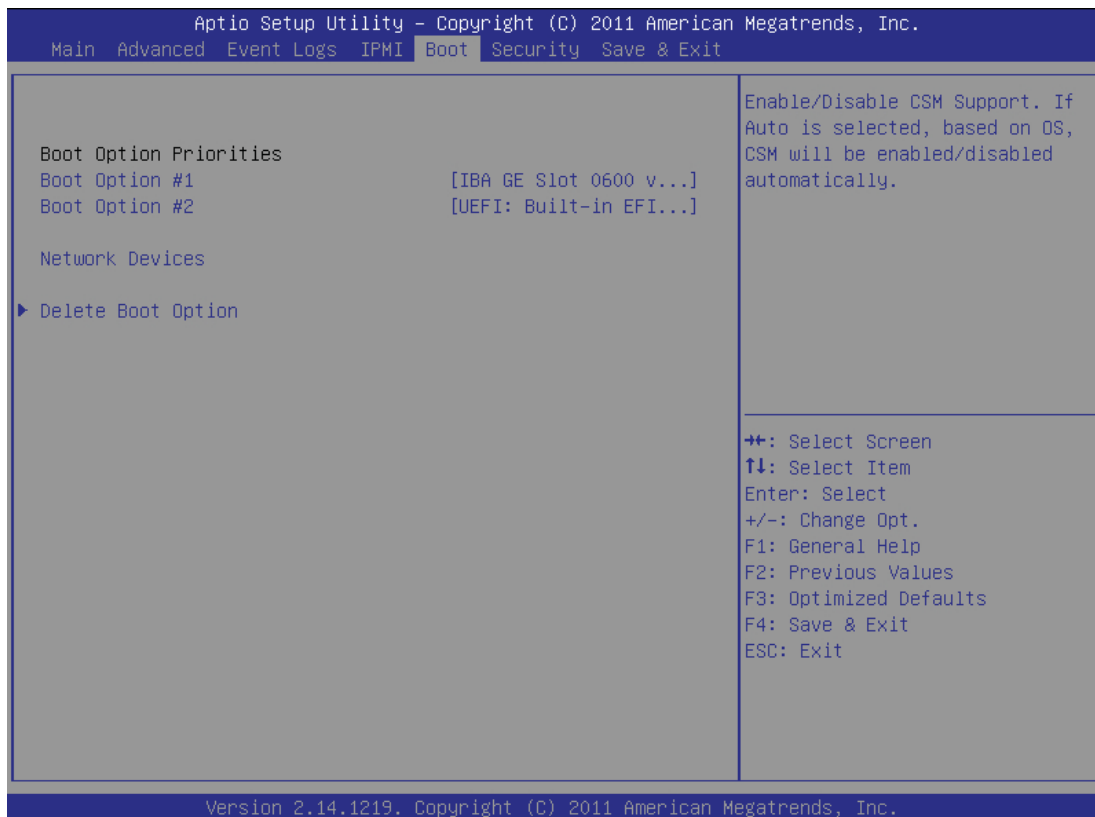 Aptio Setup Utility – Copyright (C) 2011 American Megatrends, Inc.
Main Advanced Event Logs IPMI Boot Security Save & Exit
Boot Option Priorities
Boot Option #1 [IBA GE Slot 0600 v...]
Boot Option #2 [UEFI: Built-in EFI...]
Network Devices
▶ Delete Boot Option
Enable/Disable CSM Support. If
Auto is selected, based on OS,
CSM will be enabled/disabled
automatically.
→←: Select Screen
↑↓: Select Item
Enter: Select
+/-: Change Opt.
F1: General Help
F2: Previous Values
F3: Optimized Defaults
F4: Save & Exit
ESC: Exit
Version 2.14.1219. Copyright (C) 2011 American Megatrends, Inc.